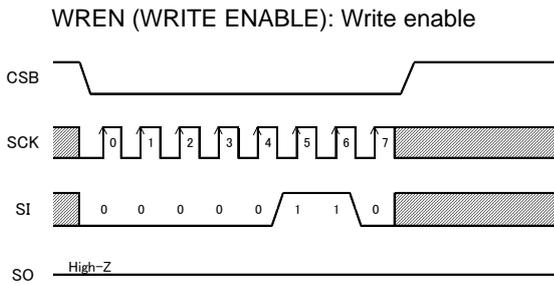 WREN (WRITE ENABLE): Write enable
CSB
SCK
0 1 2 3 4 5 6 7
SI
0 0 0 0 0 1 1 0
SO
High-Z